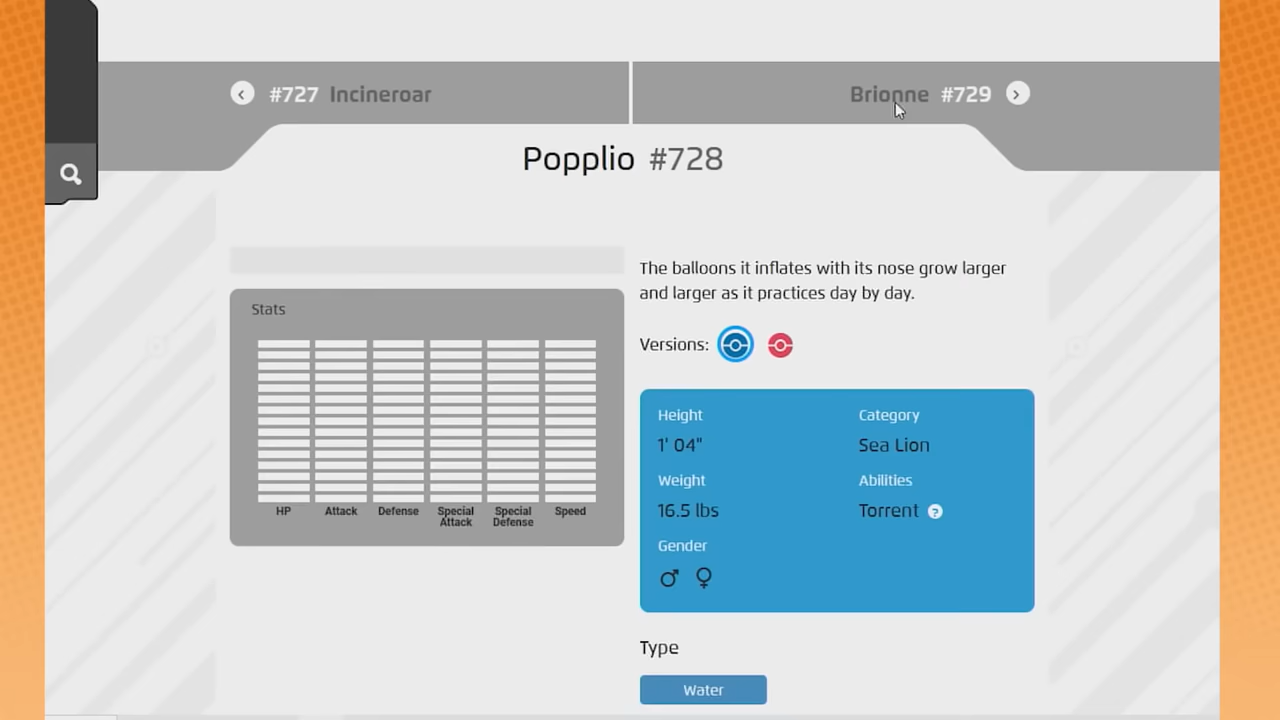 #727 Incineroar
Brionne #729
Popplio #728
The balloons it inflates with its nose grow larger
and larger as it practices day by day.
Versions:
Stats
HP
Attack
Defense
Special
Attack
Special
Defense
Speed
Height
1' 04"
Category
Sea Lion
Weight
16.5 lbs
Abilities
Torrent ?
Gender
Type
Water